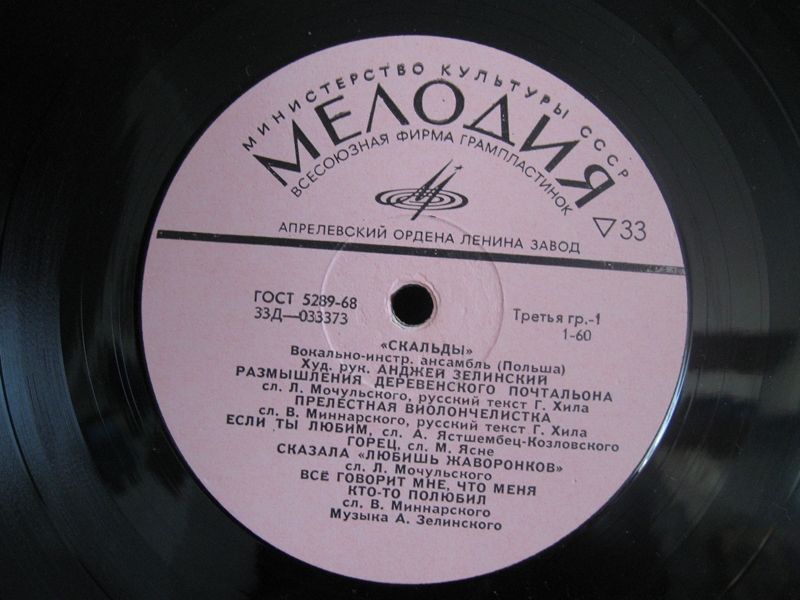 МИНИСТЕРСТВО КУЛЬТУРЫ СССР
МЕЛОДИЯ
ВСЕСОЮЗНАЯ ФИРМА ГРАМПЛАСТИНОК
33
АПРЕЛЕВСКИЙ ОРДЕНА ЛЕНИНА ЗАВОД
ГОСТ 5289-68
33Д—033373
Третья гр.-1
1-60
«СКАЛЬДЫ»
Вокально-инстр. ансамбль (Польша)
Худ. рук. АНДЖЕЙ ЗЕЛИНСКИЙ
РАЗМЫШЛЕНИЯ ДЕРЕВЕНСКОГО ПОЧТАЛЬОНА
сл. Л. Мочульского, русский текст Г. Хила
ПРЕЛЕСТНАЯ ВИОЛОНЧЕЛИСТКА
сл. В. Миннарского, русский текст Г. Хила
ЕСЛИ ТЫ ЛЮБИМ, сл. А. Ястшембец-Козловского
ГОРЕЦ, сл. М. Ясне
СКАЗАЛА «ЛЮБИШЬ ЖАВОРОНКОВ»
сл. Л. Мочульского
ВСЁ ГОВОРИТ МНЕ, ЧТО МЕНЯ
КТО-ТО ПОЛЮБИЛ
сл. В. Миннарского
Музыка А. Зелинского